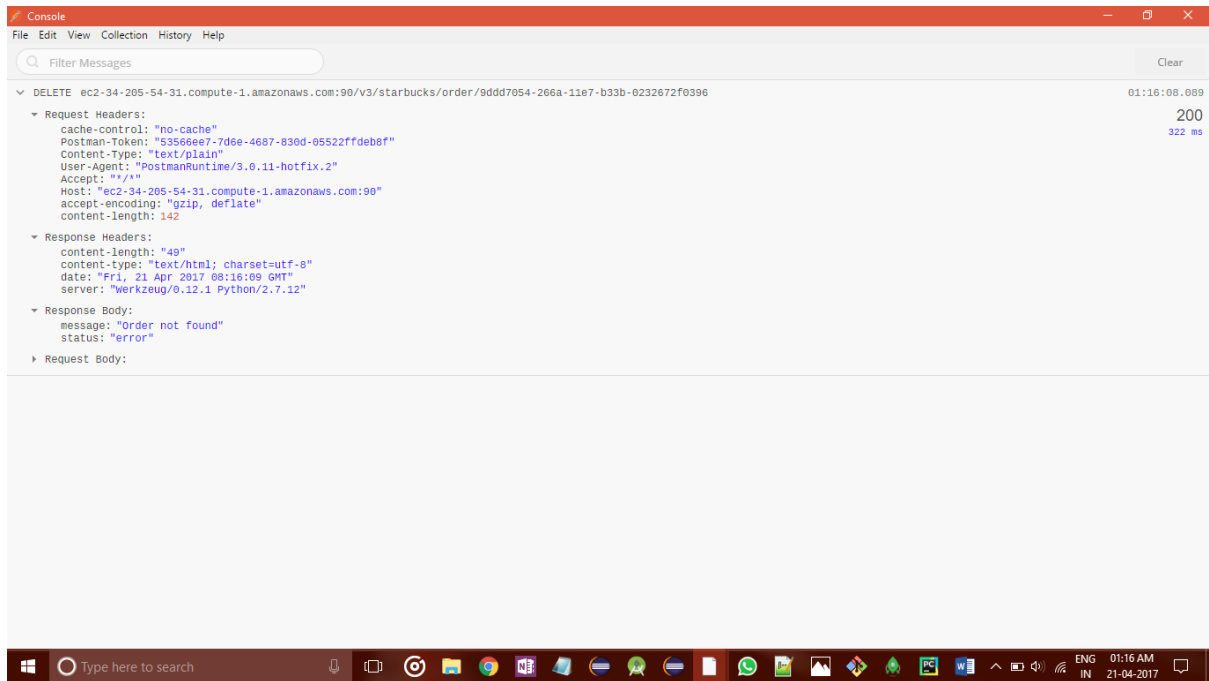 Console
File Edit View Collection History Help
Filter Messages
Clear
DELETE ec2-34-205-54-31.compute-1.amazonaws.com:90/v3/starbucks/order/9ddd7054-266a-11e7-b33b-0232672f0396 01:16:08.089
Request Headers: 200
cache-control: "no-cache" 322 ms
Postman-Token: "53566ee7-7d6e-4687-830d-05522ffdeb8f"
Content-Type: "text/plain"
User-Agent: "PostmanRuntime/3.0.11-hotfix.2"
Accept: "*/*"
Host: "ec2-34-205-54-31.compute-1.amazonaws.com:90"
accept-encoding: "gzip, deflate"
content-length: 142
Response Headers:
content-length: "49"
content-type: "text/html; charset=utf-8"
date: "Fri, 21 Apr 2017 08:16:09 GMT"
server: "Werkzeug/0.12.1 Python/2.7.12"
Response Body:
message: "Order not found"
status: "error"
Request Body:
Type here to search
ENG 01:16 AM
IN 21-04-2017